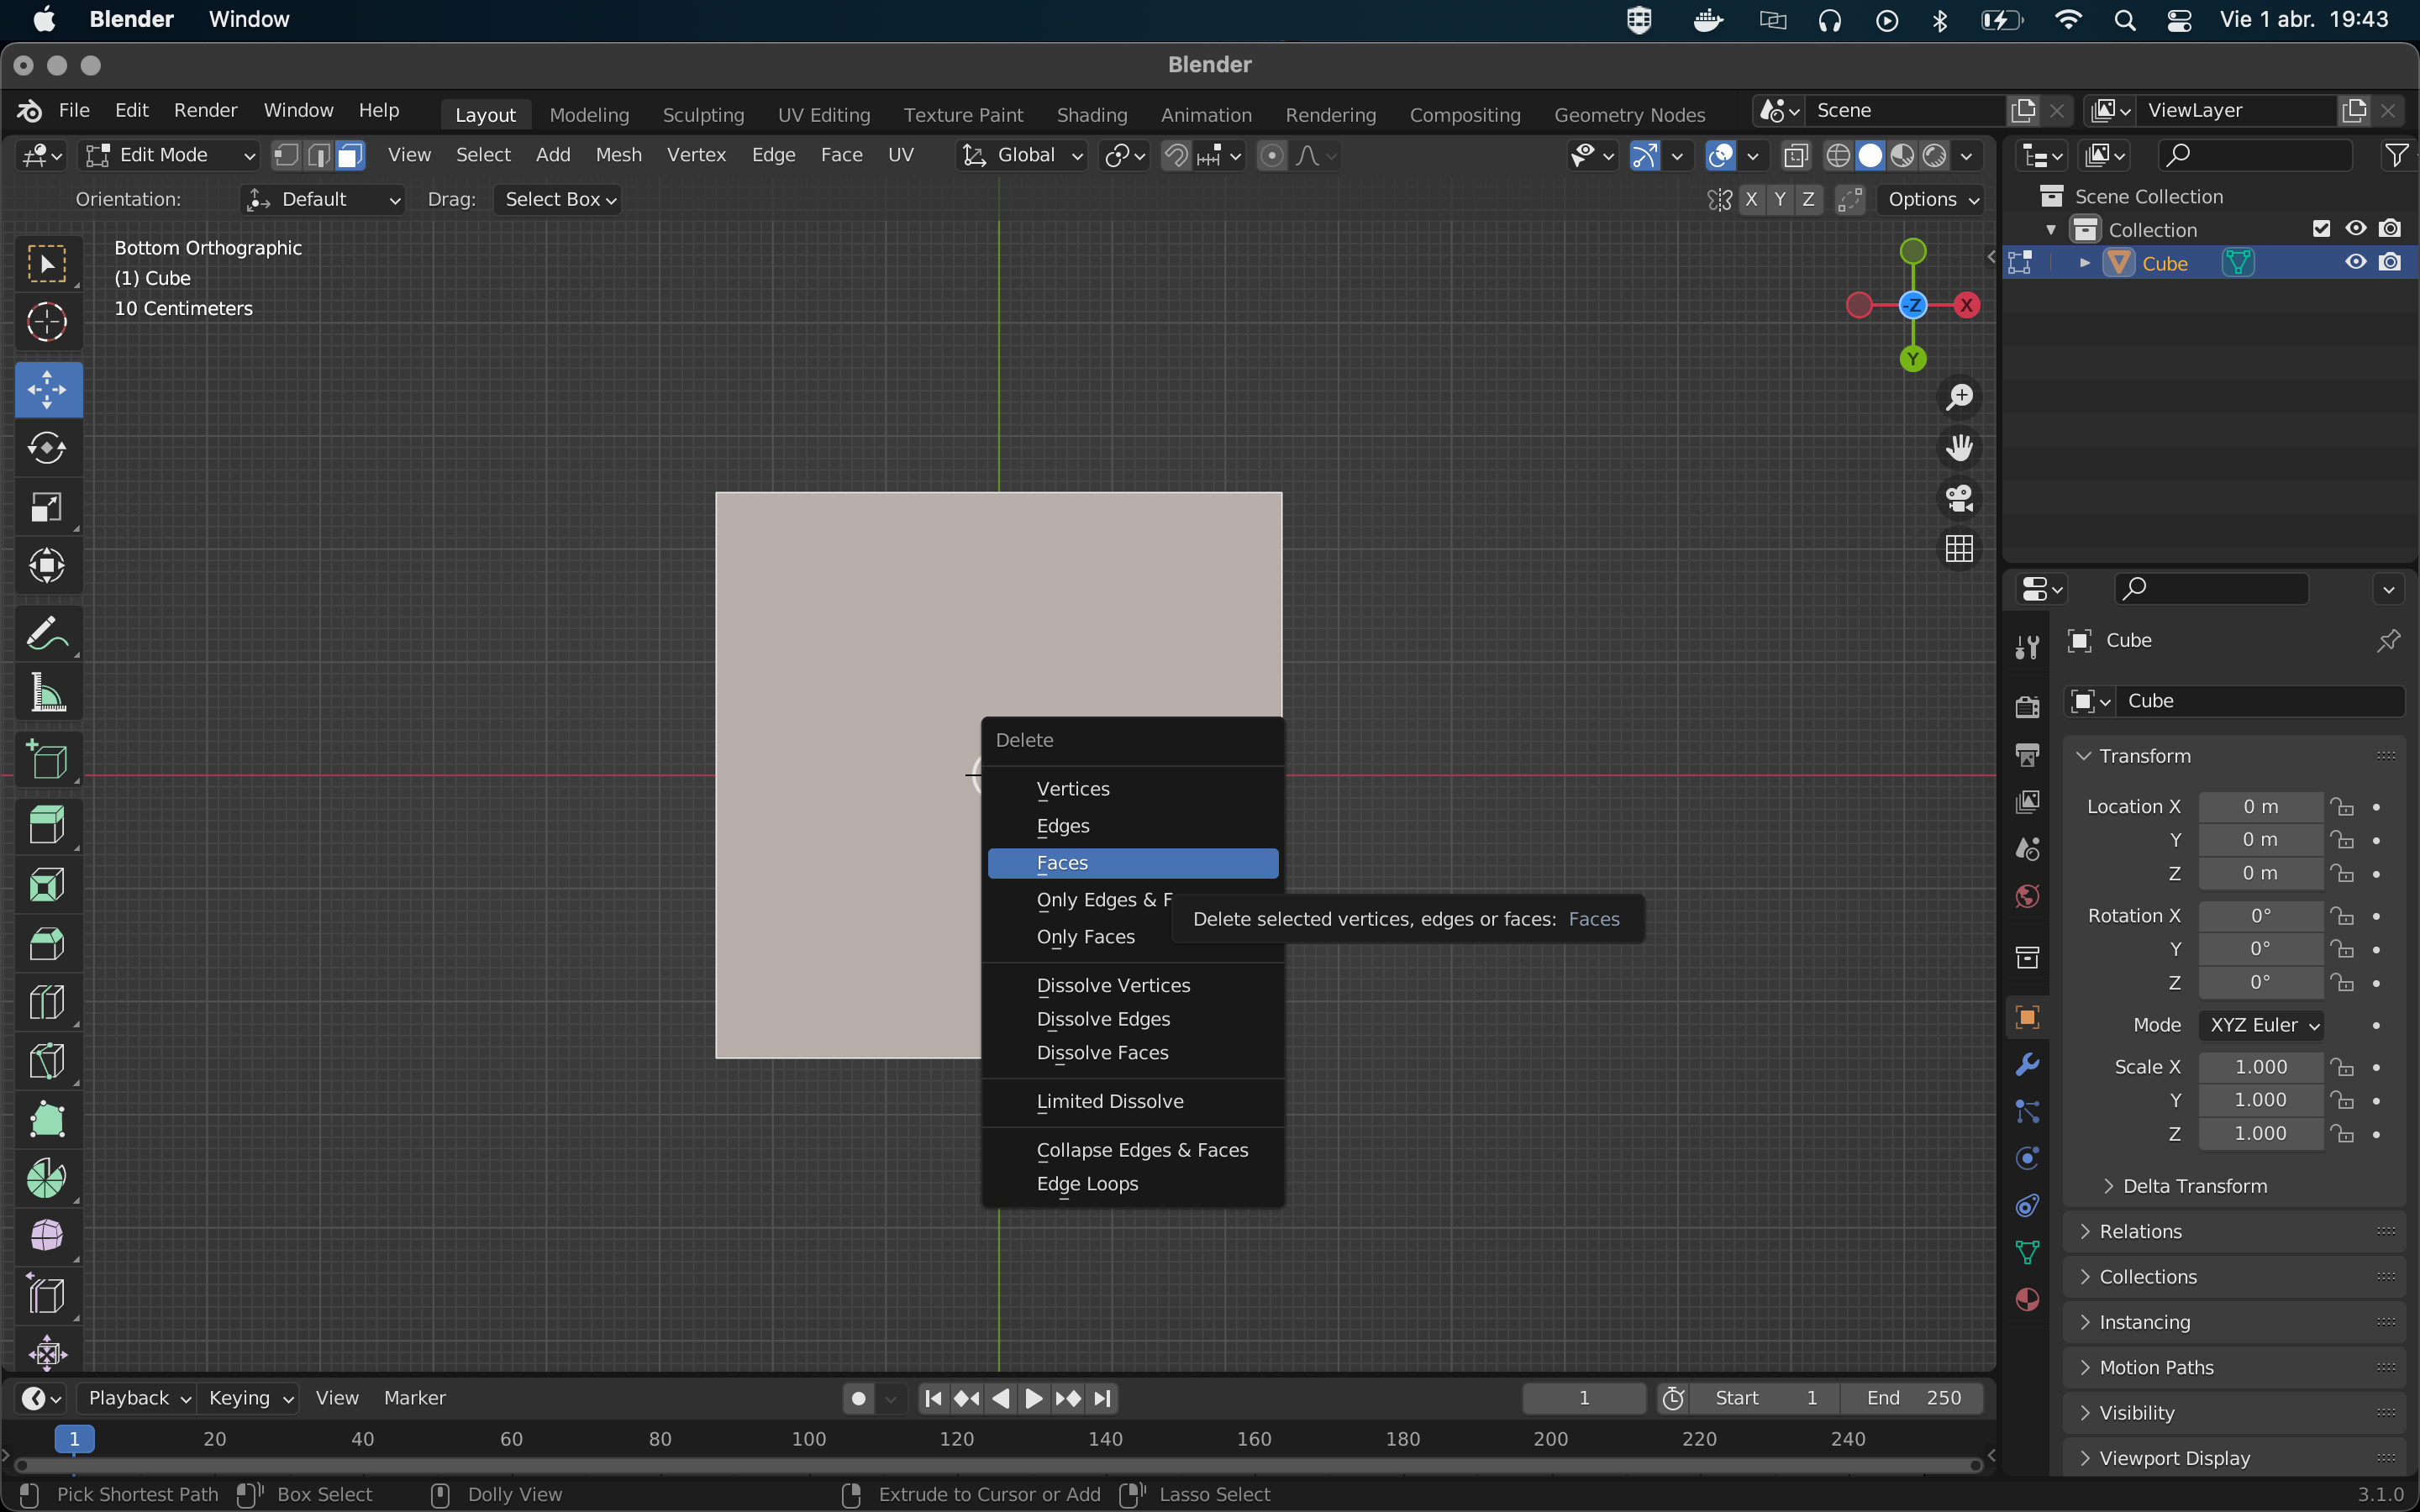 Blender Window Vie 1 abr. 19:43
Blender
File Edit Render Window Help Layout Modeling Sculpting UV Editing Texture Paint Shading Animation Rendering Compositing Geometry Nodes Scene ViewLayer
Edit Mode View Select Add Mesh Vertex Edge Face UV Global
Orientation: Default Drag: Select Box X Y Z Options
Bottom Orthographic
(1) Cube
10 Centimeters
-Z X
Y
Scene Collection
Collection
Cube
Delete
Vertices
Edges
Faces
Only Edges & F
Only Faces
Delete selected vertices, edges or faces: Faces
Dissolve Vertices
Dissolve Edges
Dissolve Faces
Limited Dissolve
Collapse Edges & Faces
Edge Loops
Cube
Cube
Transform
Location X 0 m
Y 0 m
Z 0 m
Rotation X 0°
Y 0°
Z 0°
Mode XYZ Euler
Scale X 1.000
Y 1.000
Z 1.000
Delta Transform
Relations
Collections
Instancing
Motion Paths
Visibility
Viewport Display
Playback Keying View Marker 1 Start 1 End 250
1 20 40 60 80 100 120 140 160 180 200 220 240
Pick Shortest Path Box Select Dolly View Extrude to Cursor or Add Lasso Select 3.1.0